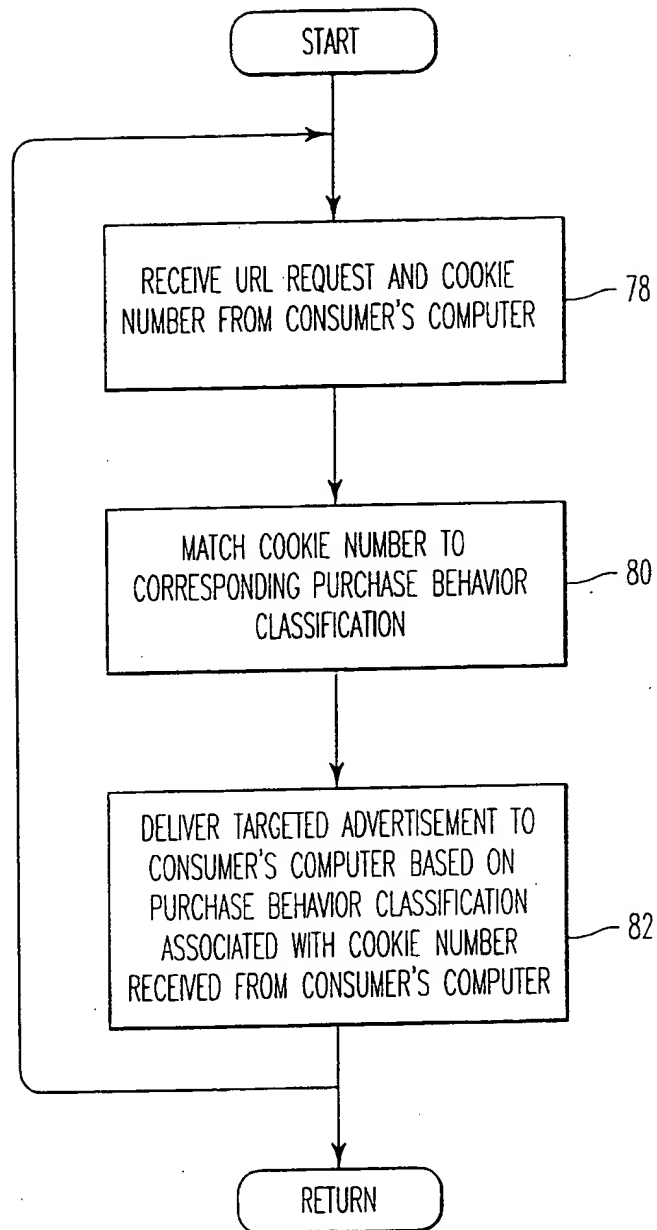 START
RECEIVE URL REQUEST AND COOKIE
NUMBER FROM CONSUMER'S COMPUTER
78
MATCH COOKIE NUMBER TO
CORRESPONDING PURCHASE BEHAVIOR
CLASSIFICATION
80
DELIVER TARGETED ADVERTISEMENT TO
CONSUMER'S COMPUTER BASED ON
PURCHASE BEHAVIOR CLASSIFICATION
ASSOCIATED WITH COOKIE NUMBER
RECEIVED FROM CONSUMER'S COMPUTER
82
RETURN